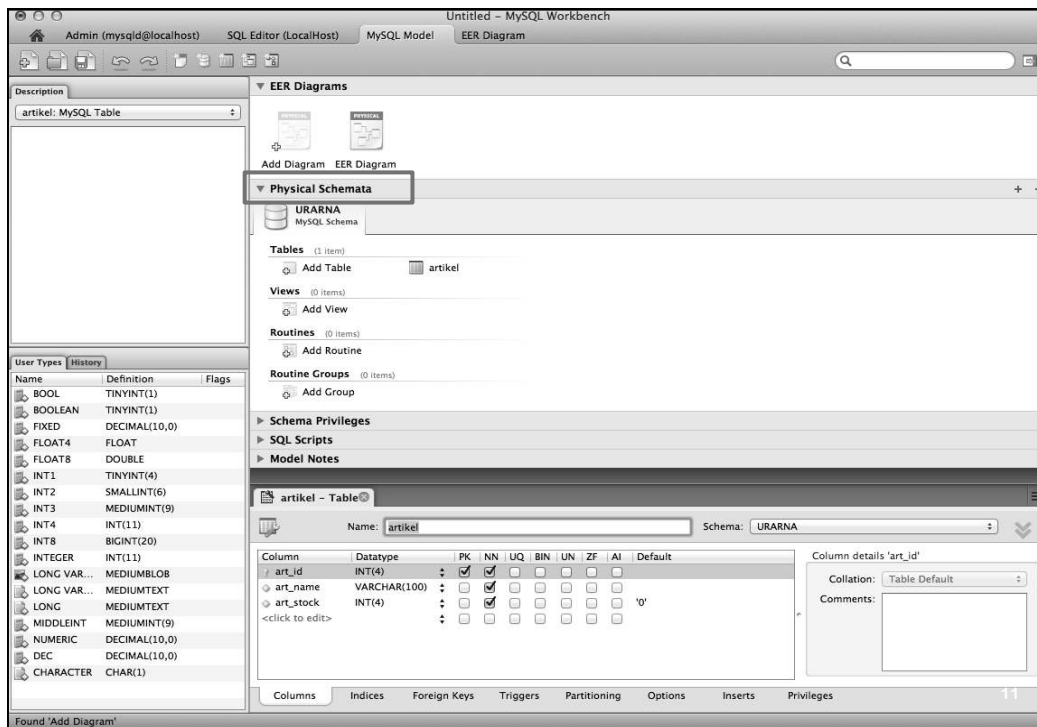 Untitled - MySQL Workbench
Admin (mysqld@localhost) SQL Editor (LocalHost) MySQL Model EER Diagram
Description
artikel: MySQL Table
EER Diagrams
PHYSICAL PHYSICAL
Add Diagram EER Diagram
Physical Schemata
URARNA
MySQL Schema
Tables (1 item)
Add Table artikel
Views (0 items)
Add View
Routines (0 items)
Add Routine
Routine Groups (0 items)
Add Group
Schema Privileges
SQL Scripts
Model Notes
User Types History
Name Definition Flags
BOOL TINYINT(1)
BOOLEAN TINYINT(1)
FIXED DECIMAL(10,0)
FLOAT4 FLOAT
FLOAT8 DOUBLE
INT1 TINYINT(4)
INT2 SMALLINT(6)
INT3 MEDIUMINT(9)
INT4 INT(11)
INT8 BIGINT(20)
INTEGER INT(11)
LONG VAR... MEDIUMBLOB
LONG VAR... MEDIUMTEXT
LONG MEDIUMTEXT
MIDDLEINT MEDIUMINT(9)
NUMERIC DECIMAL(10,0)
DEC DECIMAL(10,0)
CHARACTER CHAR(1)
artikel - Table
Name: artikel Schema: URARNA
Column Datatype PK NN UQ BIN UN ZF AI Default
art_id INT(4)
art_name VARCHAR(100)
art_stock INT(4) '0'
<click to edit>
Column details 'art_id'
Collation: Table Default
Comments:
Columns Indices Foreign Keys Triggers Partitioning Options Inserts Privileges
11
Found 'Add Diagram'